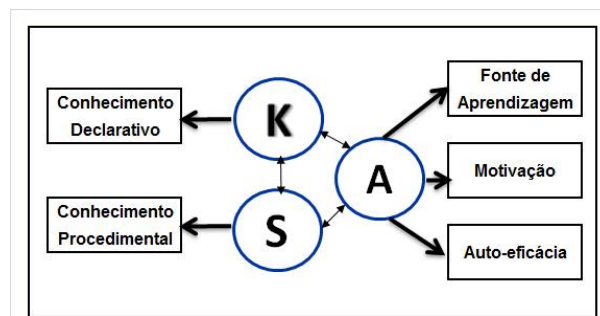 Conhecimento
Declarativo
K
Fonte de
Aprendizagem
A
Motivação
Conhecimento
Procedimental
S
Auto-eficácia